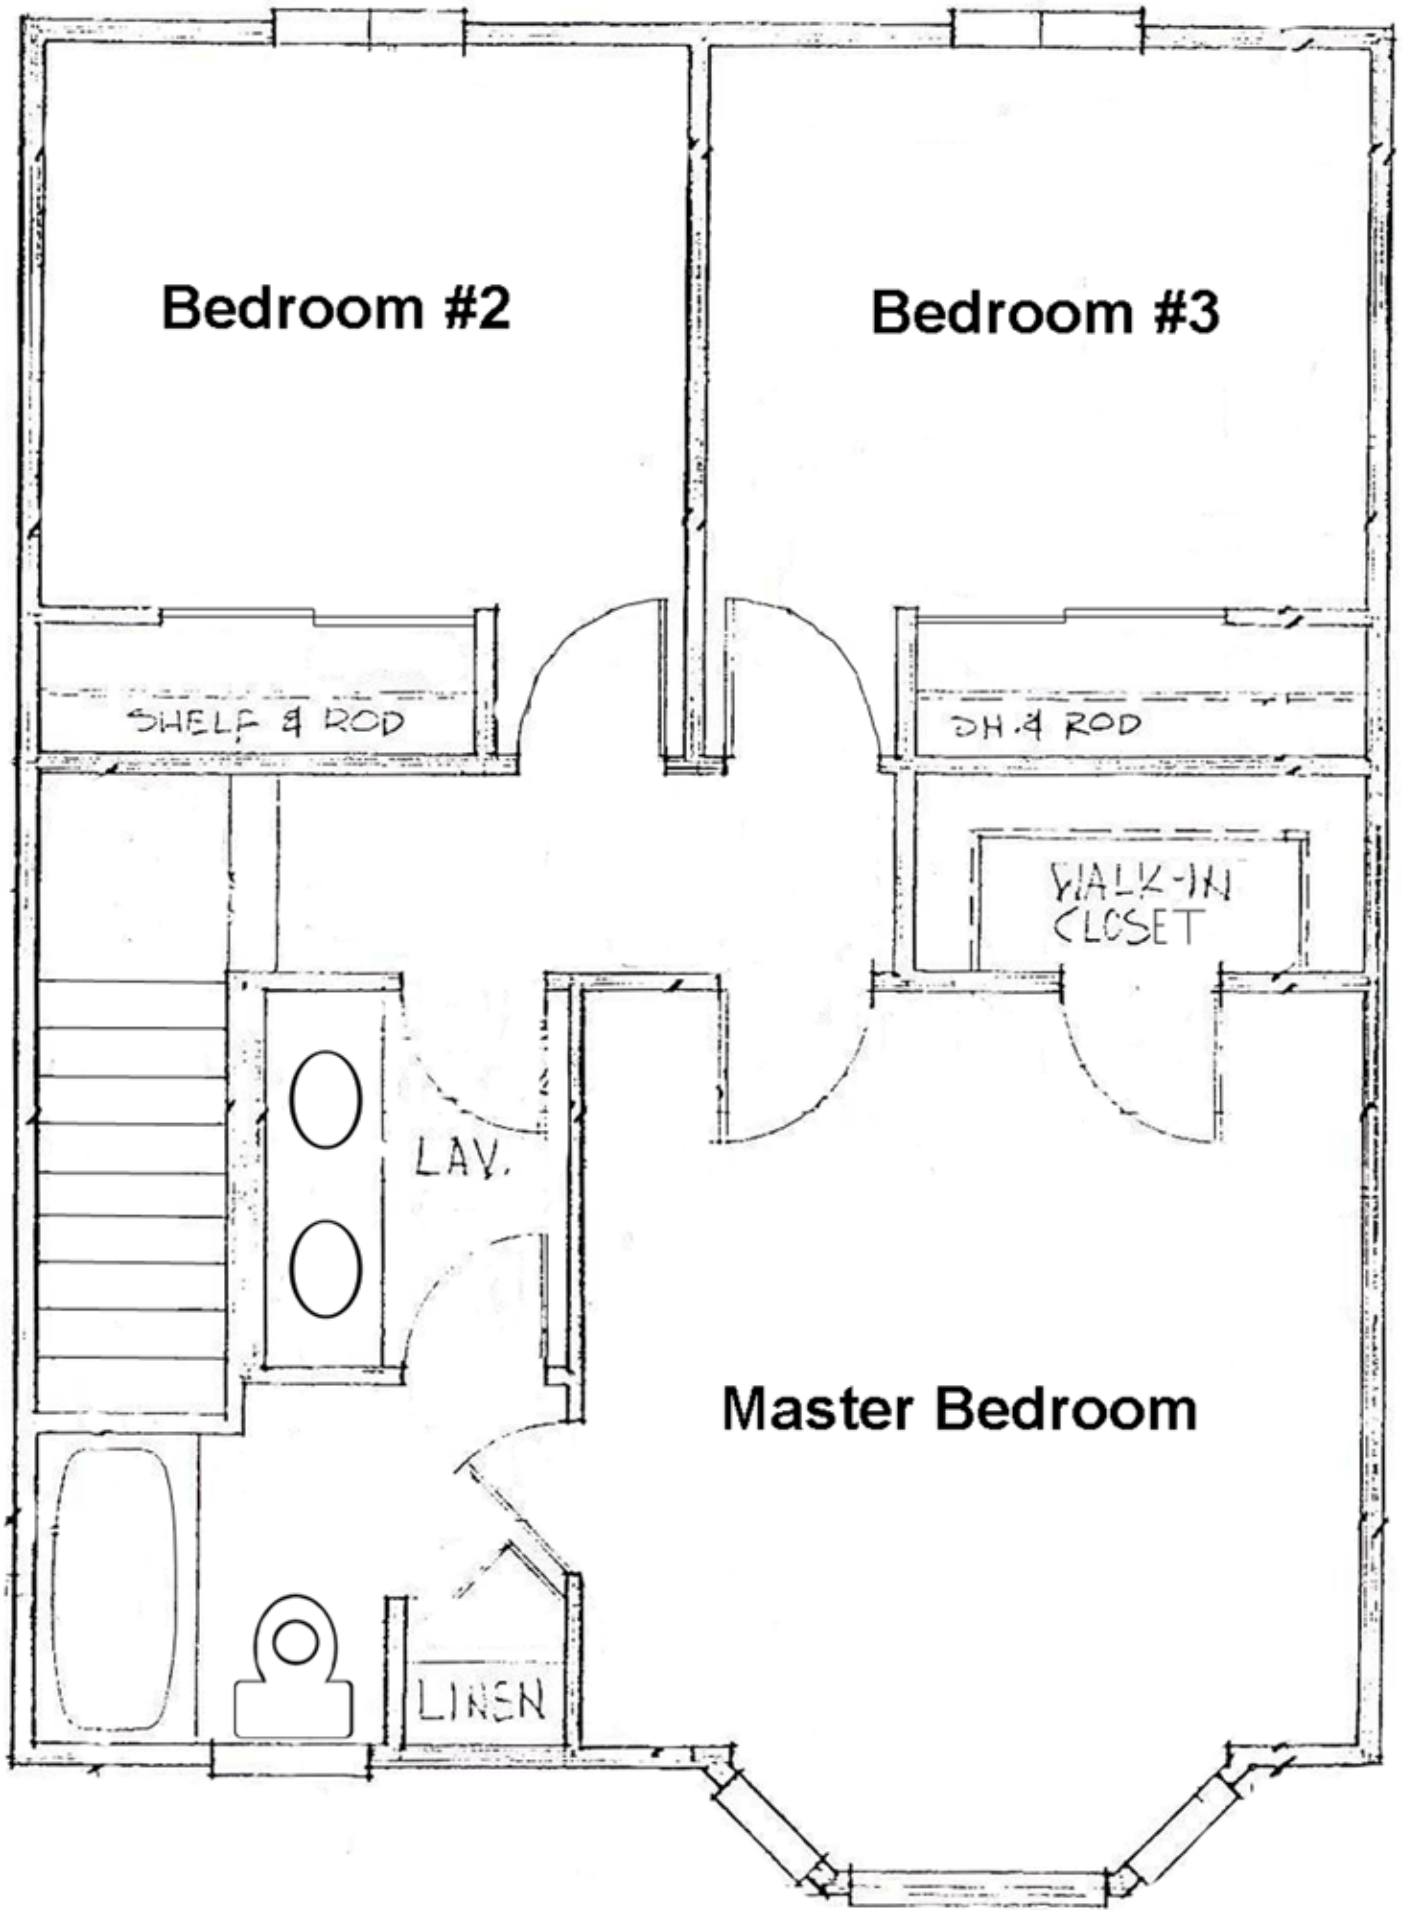 Bedroom #2
Bedroom #3
SHELF & ROD
SH. & ROD
WALK-IN
CLOSET
LAV.
Master Bedroom
LINEN